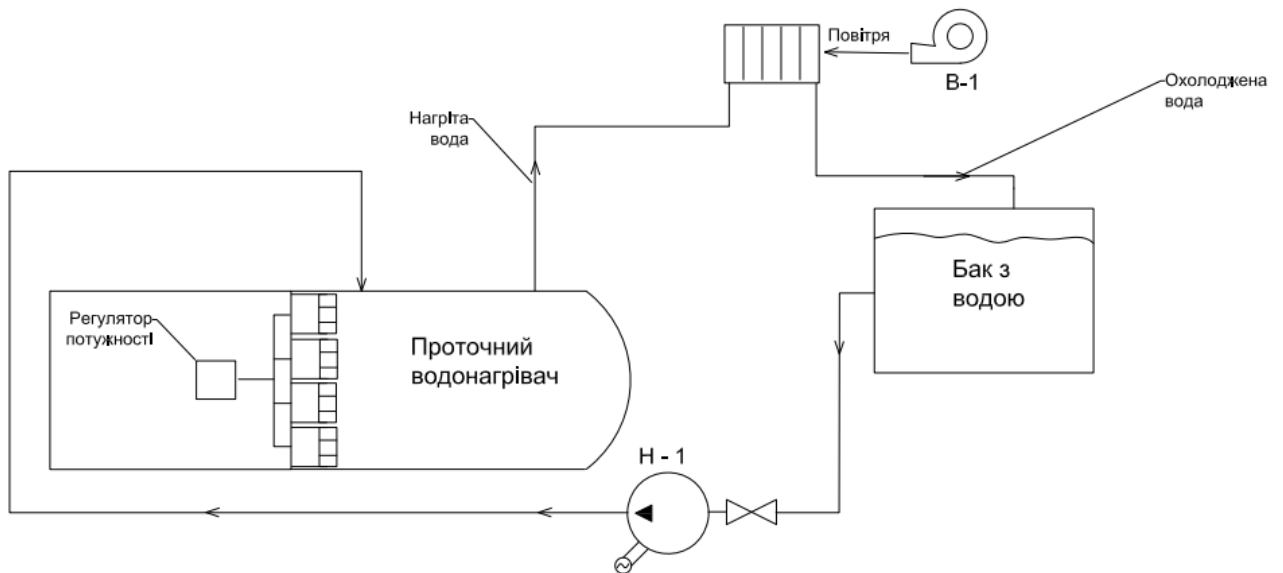 Повітря
В-1
Охолоджена
вода
Нагріта
вода
Бак з
водою
Регулятор
потужності
Проточний
водонагрівач
Н - 1